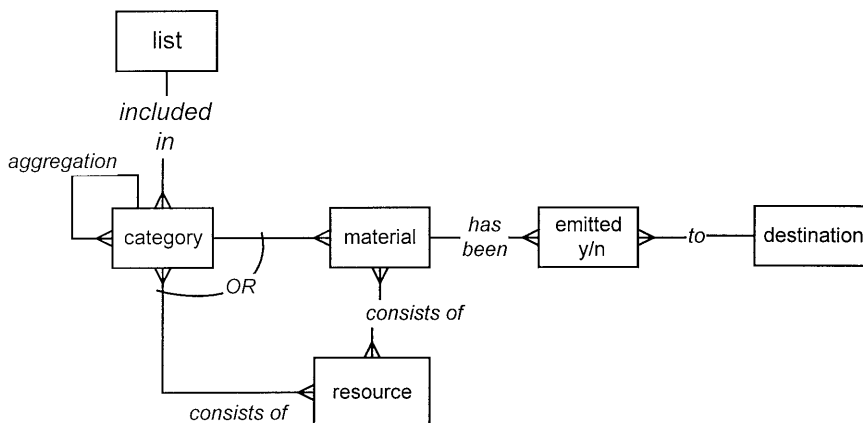 list
included
in
aggregation
category
material
has
been
emitted
y/n
to
destination
OR
consists of
resource
consists of